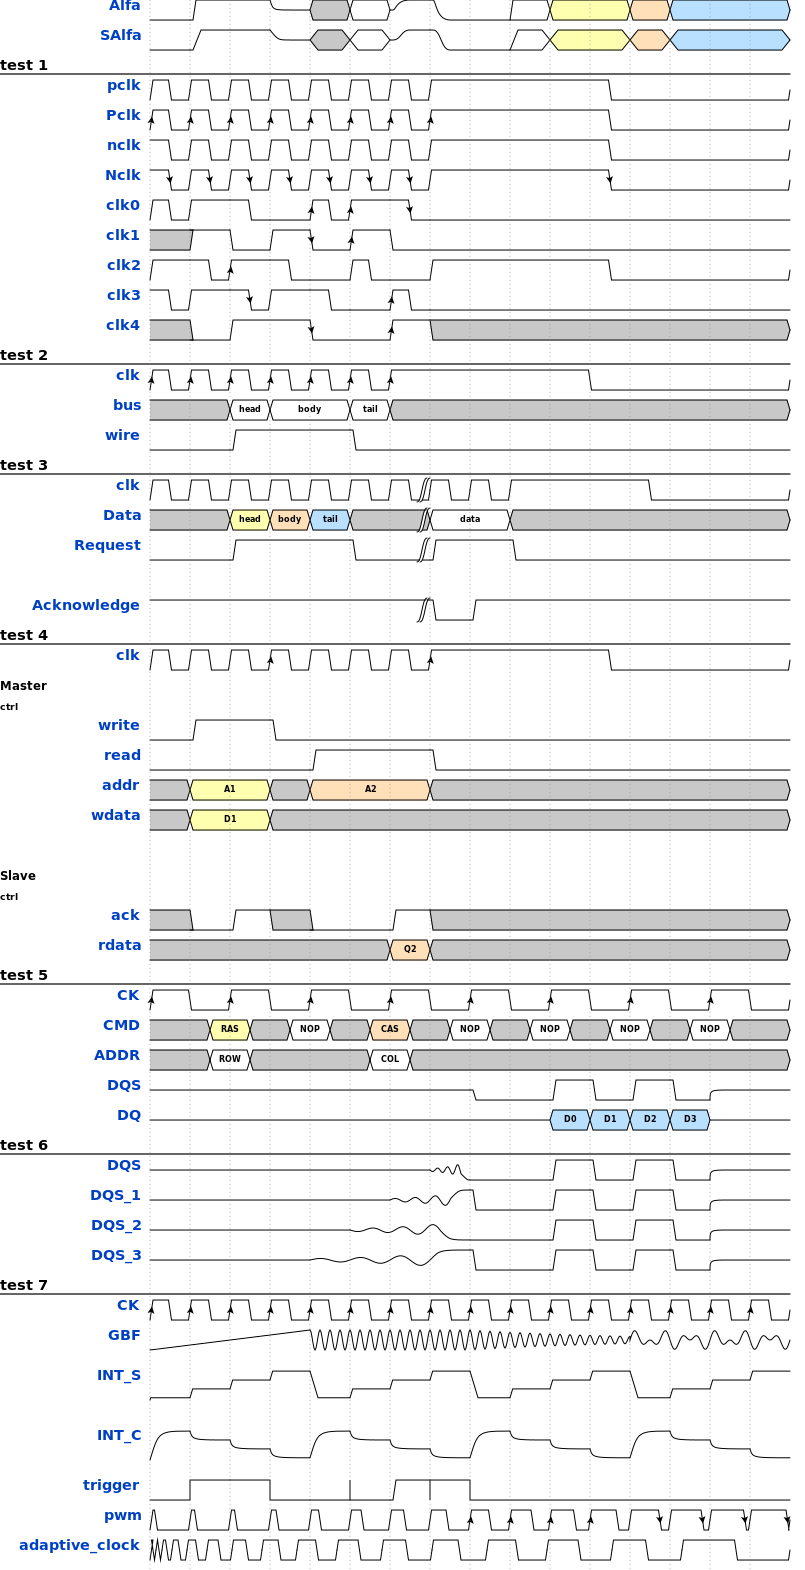 Alfa
SAlfa
test 1
pclk
Pclk
nclk
Nclk
clk0
clk1
clk2
clk3
clk4
test 2
clk
bus head body tail
wire
test 3
clk
Data head body tail data
Request
Acknowledge
test 4
clk
Master
ctrl
write
read
addr A1 A2
wdata D1
Slave
ctrl
ack
rdata Q2
test 5
CK
CMD RAS NOP CAS NOP NOP NOP NOP
ADDR ROW COL
DQS
DQ D0 D1 D2 D3
test 6
DQS
DQS_1
DQS_2
DQS_3
test 7
CK
GBF
INT_S
INT_C
trigger
pwm
adaptive_clock